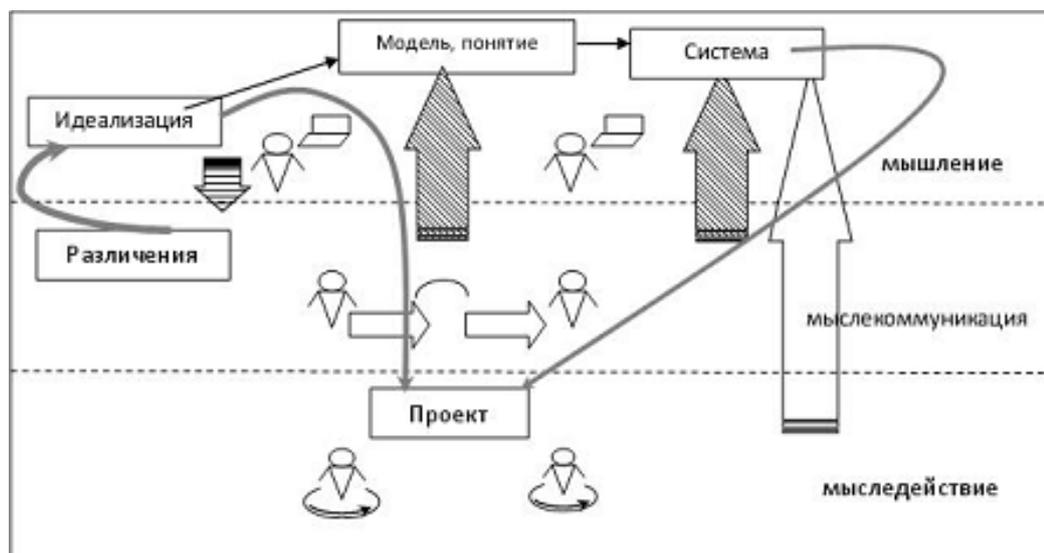 Модель, понятие
Система
Идеализация
мышление
Различения
мыслекоммуникация
Проект
мыследействие